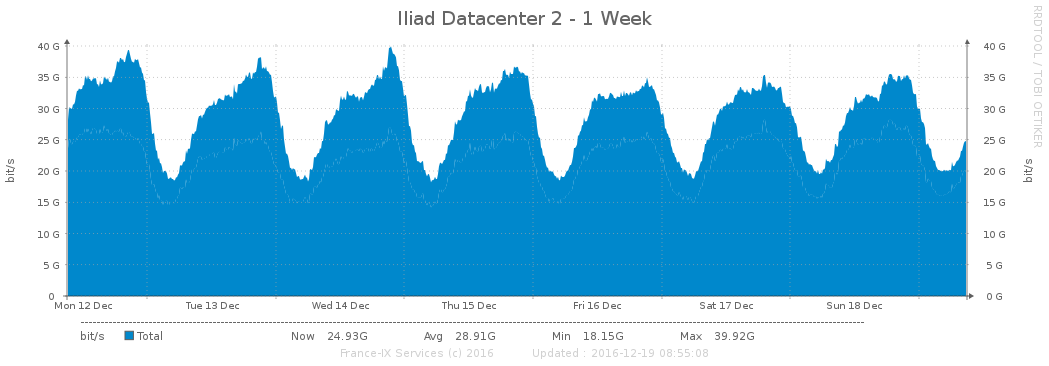 Iliad Datacenter 2 - 1 Week
RRDTOOL / TOBI OETIKER
bit/s
40 G 40 G
35 G 35 G
30 G 30 G
25 G 25 G
20 G 20 G
15 G 15 G
10 G 10 G
5 G 5 G
0 0 G
bit/s
Mon 12 Dec Tue 13 Dec Wed 14 Dec Thu 15 Dec Fri 16 Dec Sat 17 Dec Sun 18 Dec
bit/s Total Now 24.93G Avg 28.91G Min 18.15G Max 39.92G
France-IX Services (c) 2016 Updated : 2016-12-19 08:55:08